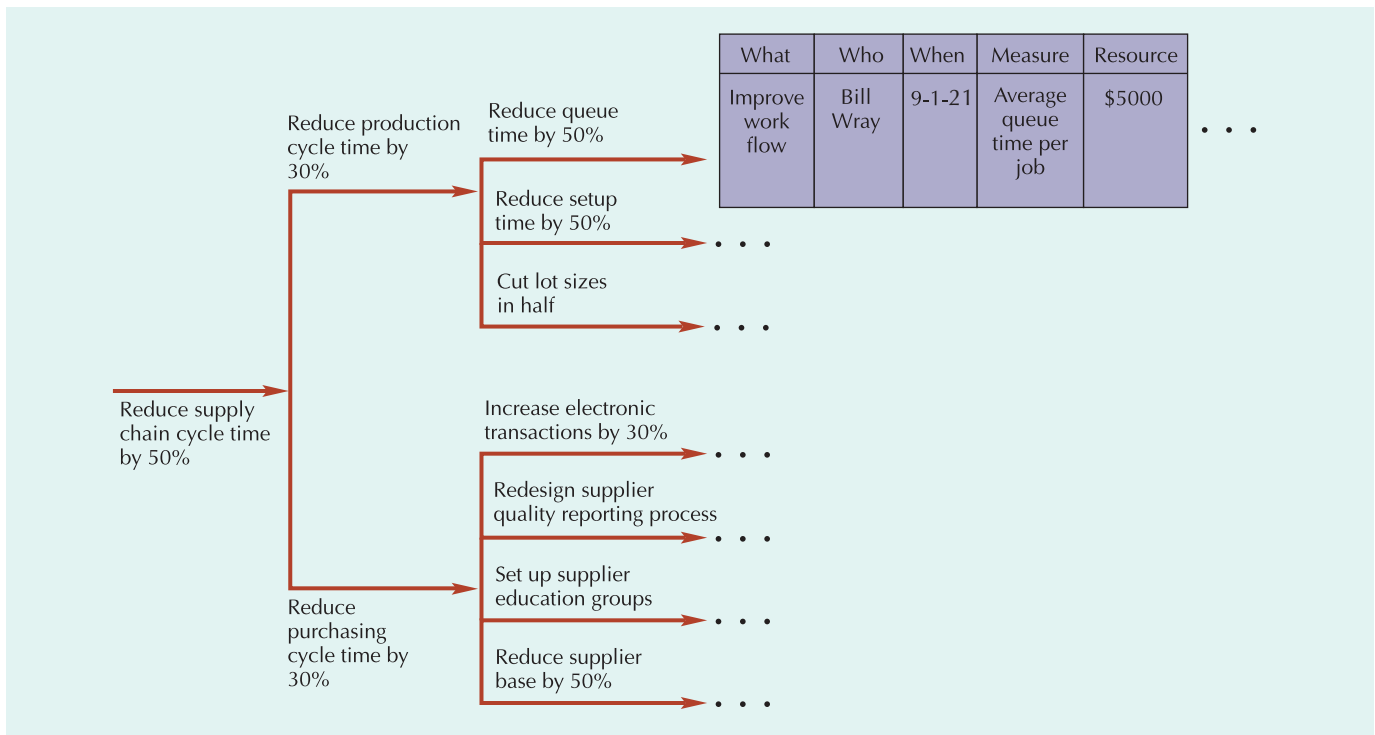 What Who When Measure Resource
Improve
work
flow
Bill
Wray
9-1-21
Average
queue
time per
job
$5000
. . .
Reduce production
cycle time by
30%
Reduce queue
time by 50%
Reduce setup
time by 50%
. . .
Cut lot sizes
in half
. . .
Reduce supply
chain cycle time
by 50%
Increase electronic
transactions by 30%
. . .
Redesign supplier
quality reporting process
. . .
Set up supplier
education groups
. . .
Reduce
purchasing
cycle time by
30%
Reduce supplier
base by 50%
. . .